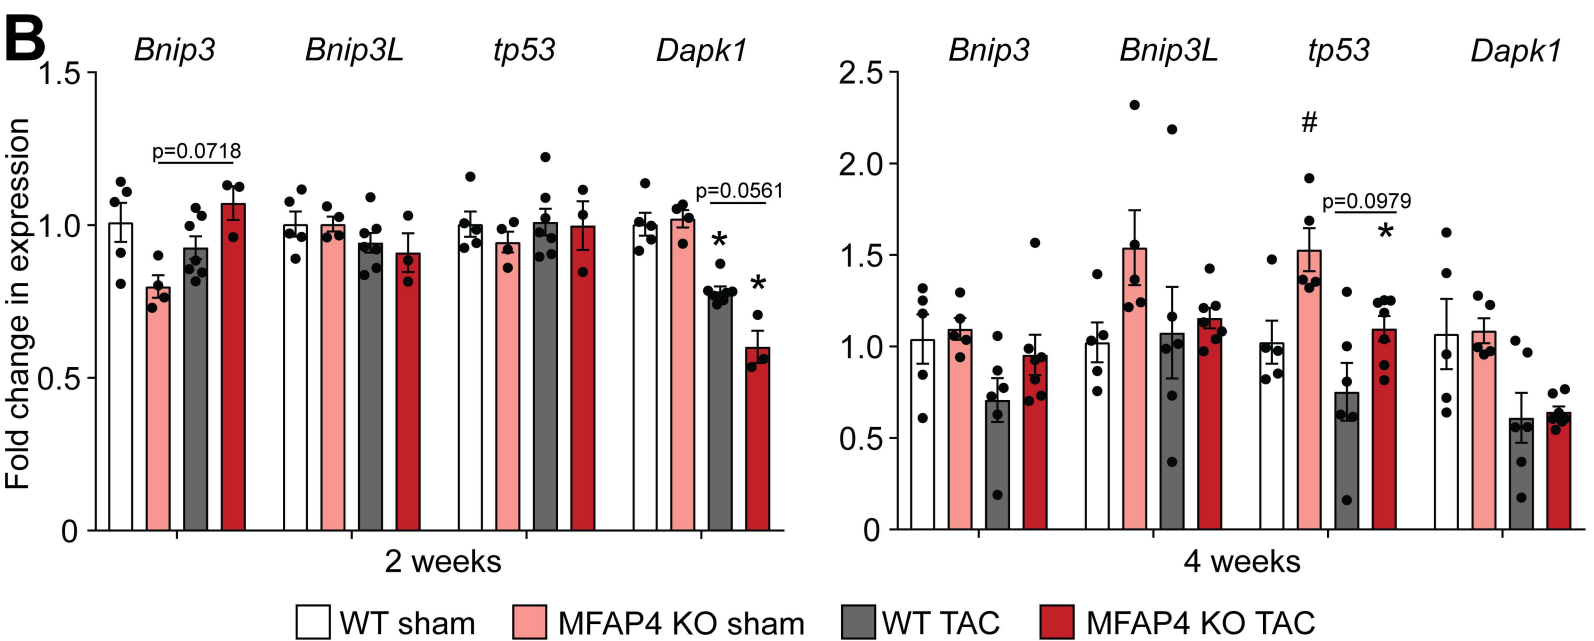 B
Bnip3 Bnip3L tp53 Dapk1
Fold change in expression
1.5
1.0
0.5
0
p=0.0718
p=0.0561
*
*
2 weeks
Bnip3 Bnip3L tp53 Dapk1
2.5
2.0
1.5
1.0
0.5
0
#
p=0.0979
*
4 weeks
WT sham MFAP4 KO sham WT TAC MFAP4 KO TAC